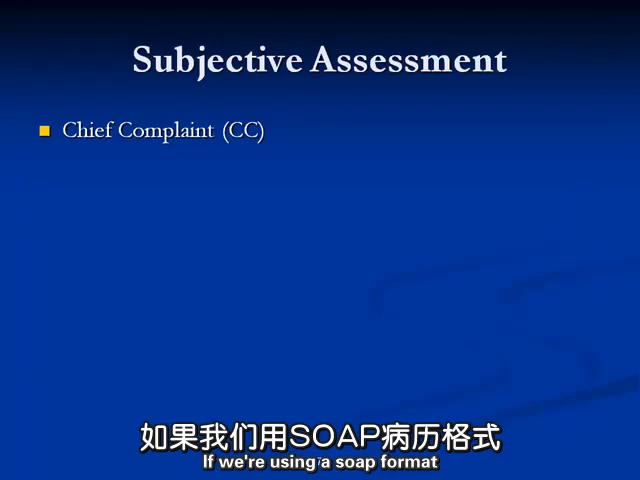 Subjective Assessment
Chief Complaint (CC)
如果我们用SOAP病历格式
If we're using a soap format